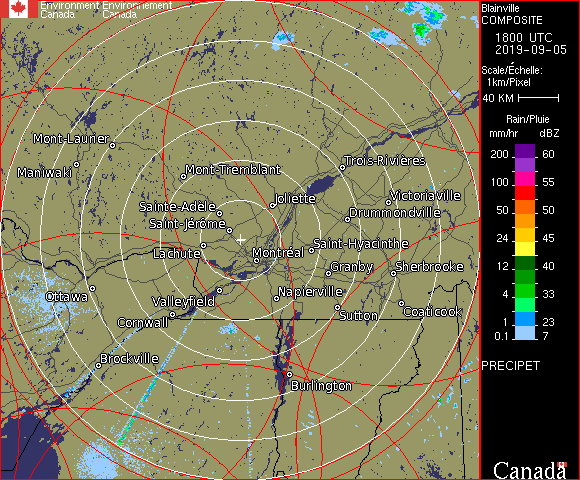 Environment Environnement
Canada Canada
Blainville
COMPOSITE
1800 UTC
2019-09-05
Scale/Échelle:
1km/Pixel
40 KM
Rain/Pluie
mm/hr dBZ
200 60
100 55
50 50
24 45
12 40
4 33
1 23
0.1 7
PRECIPET
Canada
Mont-Laurier
Maniwaki
Mont-Tremblant
Trois-Rivières
Joliette
Victoriaville
Sainte-Adèle
Drummondville
Saint-Jérôme
Lachute
Montréal
Saint-Hyacinthe
Granby
Sherbrooke
Ottawa
Valleyfield
Napierville
Cornwall
Sutton
Coaticook
Brockville
Burlington